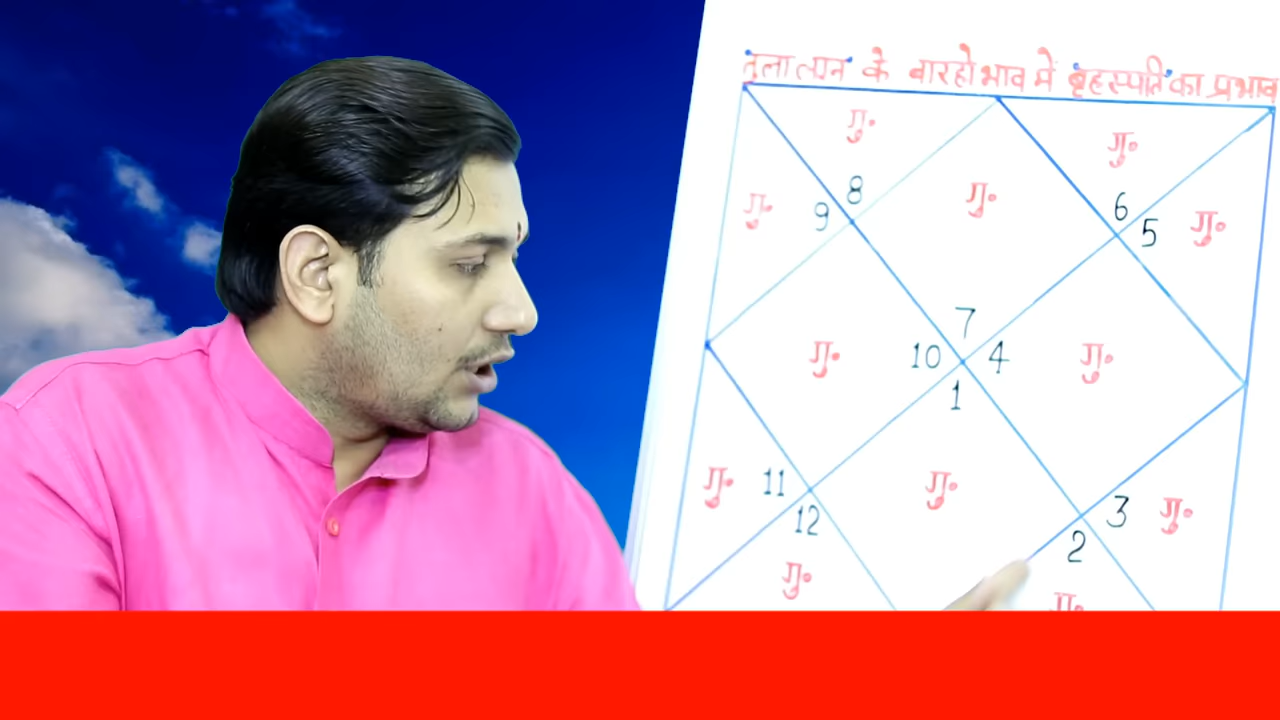 तुला लग्न के बारहो भाव में बृहस्पति का प्रभाव
गु॰
गु॰
गु॰ 9 8 गु॰ 6 5 गु॰
7
गु॰ 10 4 गु॰
1
गु॰ 11 गु॰ 3 गु॰
12 2
गु॰ गु॰